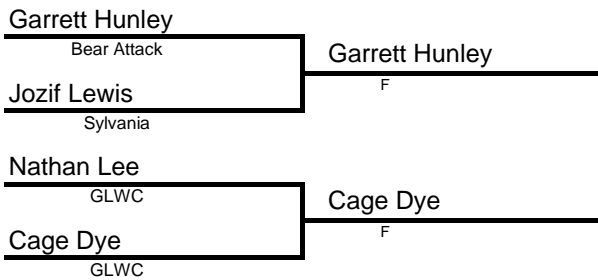 Garrett Hunley
Bear Attack
Jozif Lewis
Sylvania
Garrett Hunley
F
Nathan Lee
GLWC
Cage Dye
GLWC
Cage Dye
F